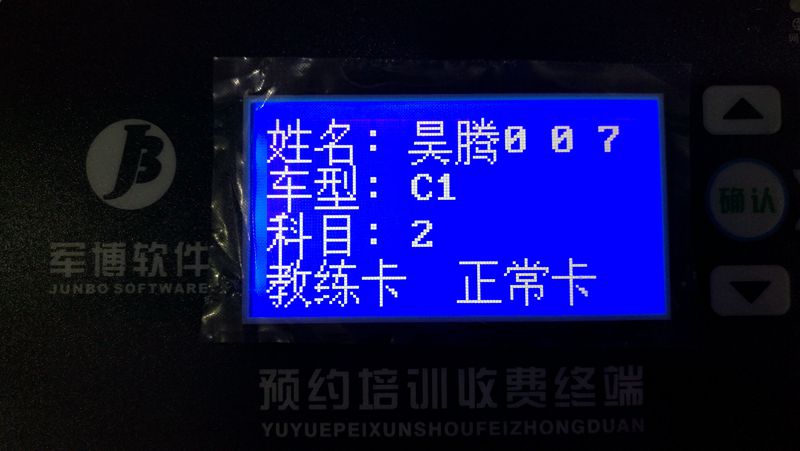 姓名：昊腾0 0 7
车型：C1
科目：2
教练卡 正常卡
JB
军博软件
JUNBO SOFTWARE
确认
预约培训收费终端
YUYUEPEIXUNSHOUFEIZHONGDUAN